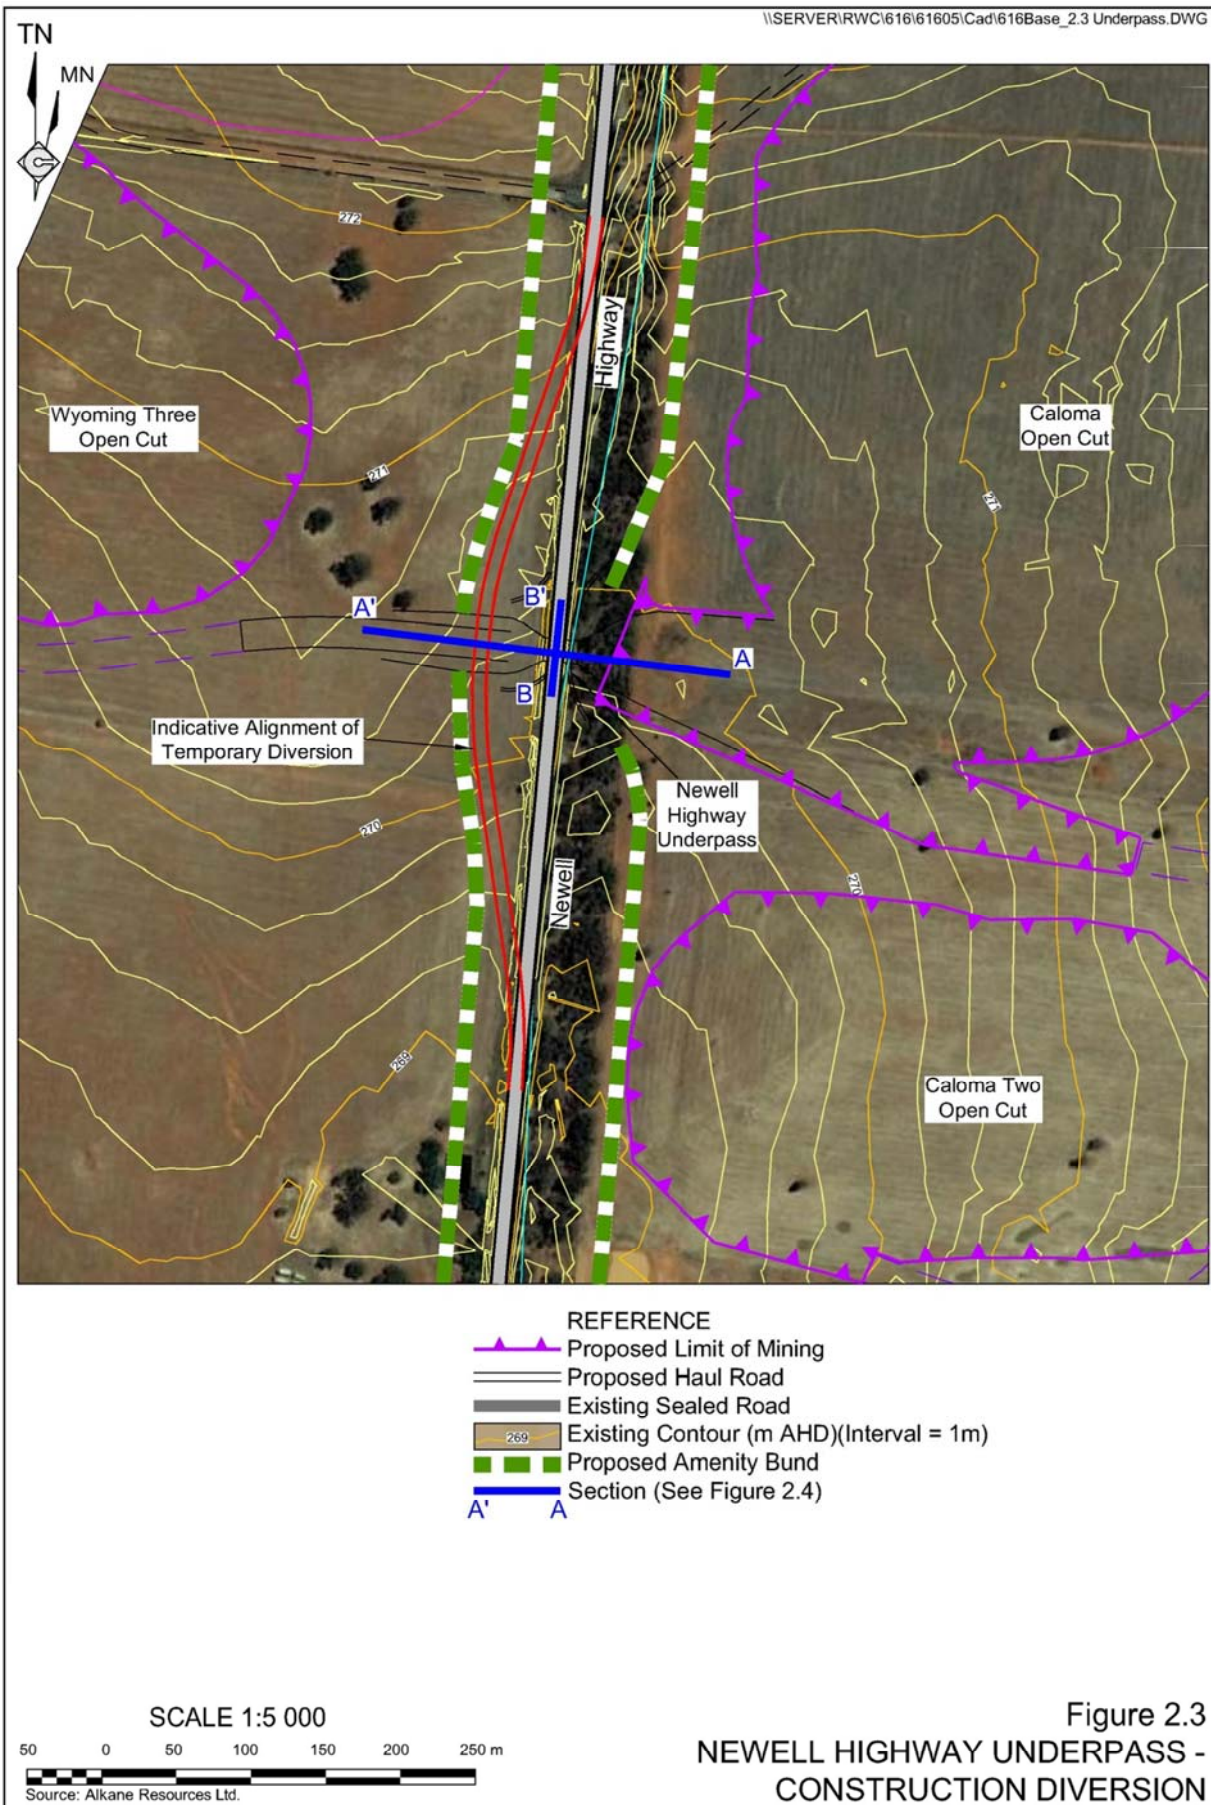 \\SERVER\RWC\616\61605\Cad\616Base_2.3 Underpass.DWG
TN
MN
272
Highway
Wyoming Three
Open Cut
Caloma
Open Cut
271
271
B'
A'
A
B
Indicative Alignment of
Temporary Diversion
Newell
Highway
Underpass
270
270
Newell
269
Caloma Two
Open Cut
REFERENCE
Proposed Limit of Mining
Proposed Haul Road
Existing Sealed Road
269
Existing Contour (m AHD)(Interval = 1m)
Proposed Amenity Bund
Section (See Figure 2.4)
A' A
SCALE 1:5 000
50 0 50 100 150 200 250 m
Source: Alkane Resources Ltd.
Figure 2.3
NEWELL HIGHWAY UNDERPASS -
CONSTRUCTION DIVERSION